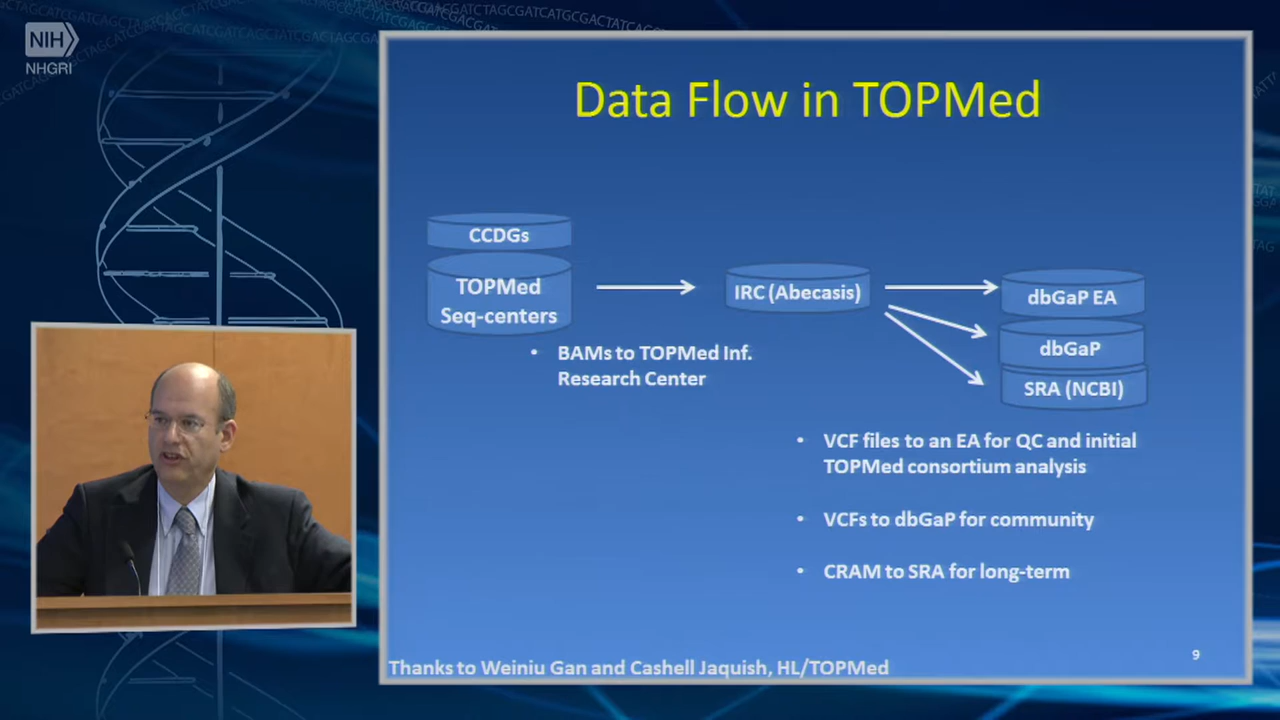 NIH
NHGRI
Data Flow in TOPMed
CCDGs
TOPMed
Seq-centers
IRC (Abecasis)
dbGaP EA
dbGaP
SRA (NCBI)
• BAMs to TOPMed Inf.
Research Center
• VCF files to an EA for QC and initial
TOPMed consortium analysis
• VCFs to dbGaP for community
• CRAM to SRA for long-term
Thanks to Weiniu Gan and Cashell Jaquish, HL/TOPMed
9